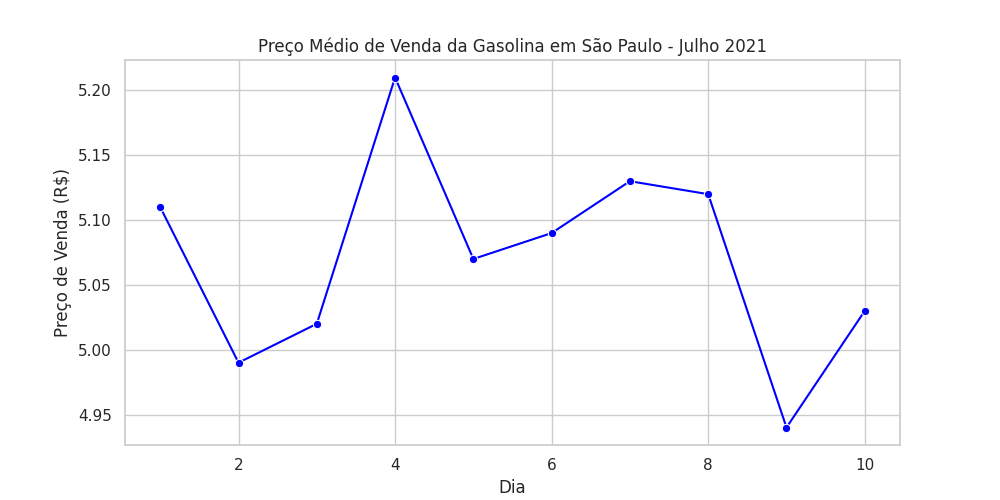 Preço Médio de Venda da Gasolina em São Paulo - Julho 2021
Preço de Venda (R$)
5.20
5.15
5.10
5.05
5.00
4.95
2 4 6 8 10
Dia